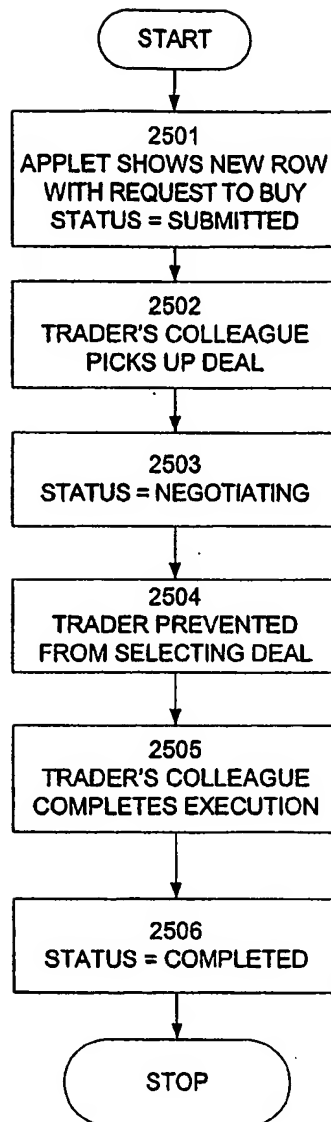 START
2501
APPLET SHOWS NEW ROW
WITH REQUEST TO BUY
STATUS = SUBMITTED
2502
TRADER'S COLLEAGUE
PICKS UP DEAL
2503
STATUS = NEGOTIATING
2504
TRADER PREVENTED
FROM SELECTING DEAL
2505
TRADER'S COLLEAGUE
COMPLETES EXECUTION
2506
STATUS = COMPLETED
STOP